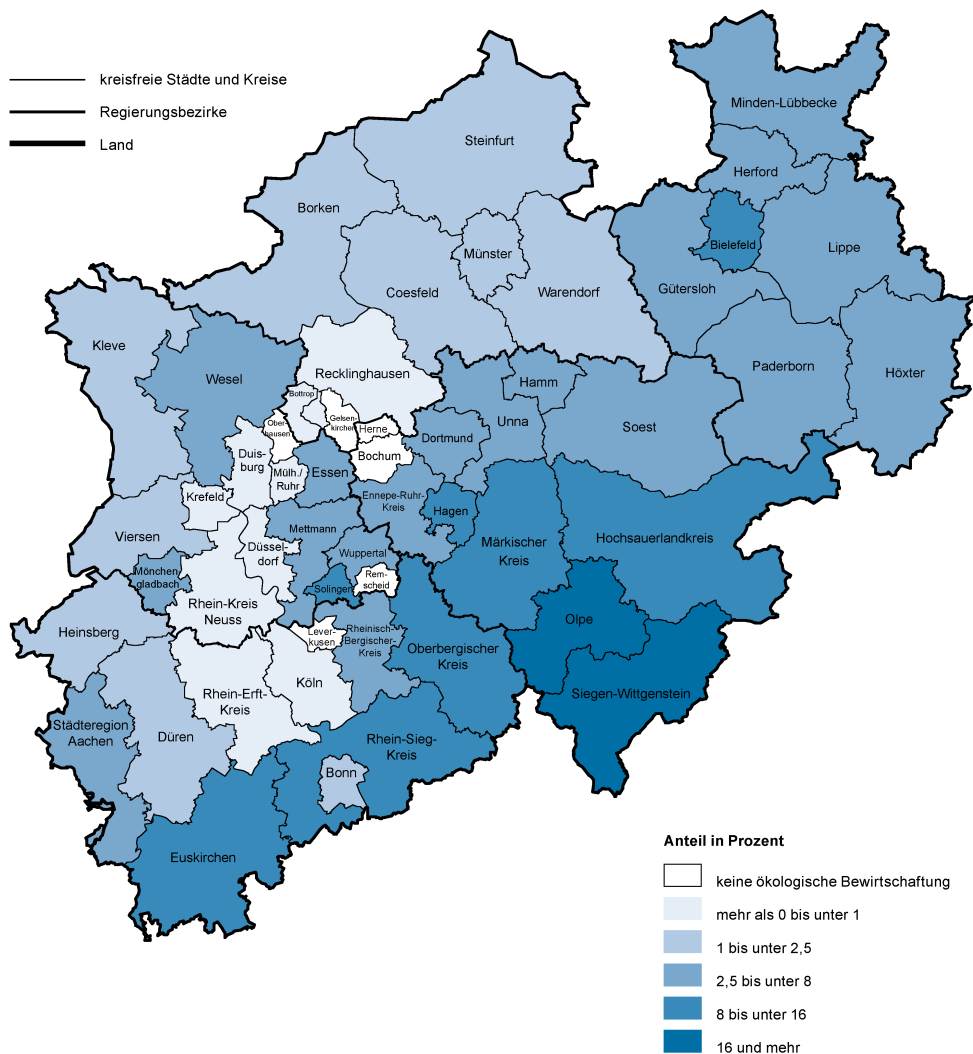 kreisfreie Städte und Kreise
Regierungsbezirke
Land
Minden-Lübbecke
Steinfurt
Herford
Borken
Bielefeld
Lippe
Münster
Gütersloh
Coesfeld
Warendorf
Kleve
Paderborn
Höxter
Wesel
Recklinghausen
Hamm
Bottrop
Gelsen-
kirchen
Ober-
hausen
Herne
Unna
Soest
Dortmund
Bochum
Duis-
burg
Mülh./
Ruhr
Essen
Krefeld
Ennepe-Ruhr-
Kreis
Hagen
Viersen
Mettmann
Düssel-
dorf
Wuppertal
Märkischer
Kreis
Hochsauerlandkreis
Mönchen
gladbach
Solingen
Rem-
scheid
Rhein-Kreis
Neuss
Olpe
Heinsberg
Lever-
kusen
Rheinisch-
Bergischer-
Kreis
Oberbergischer
Kreis
Rhein-Erft-
Kreis
Köln
Siegen-Wittgenstein
Städteregion
Aachen
Düren
Rhein-Sieg-
Kreis
Bonn
Euskirchen
Anteil in Prozent
keine ökologische Bewirtschaftung
mehr als 0 bis unter 1
1 bis unter 2,5
2,5 bis unter 8
8 bis unter 16
16 und mehr